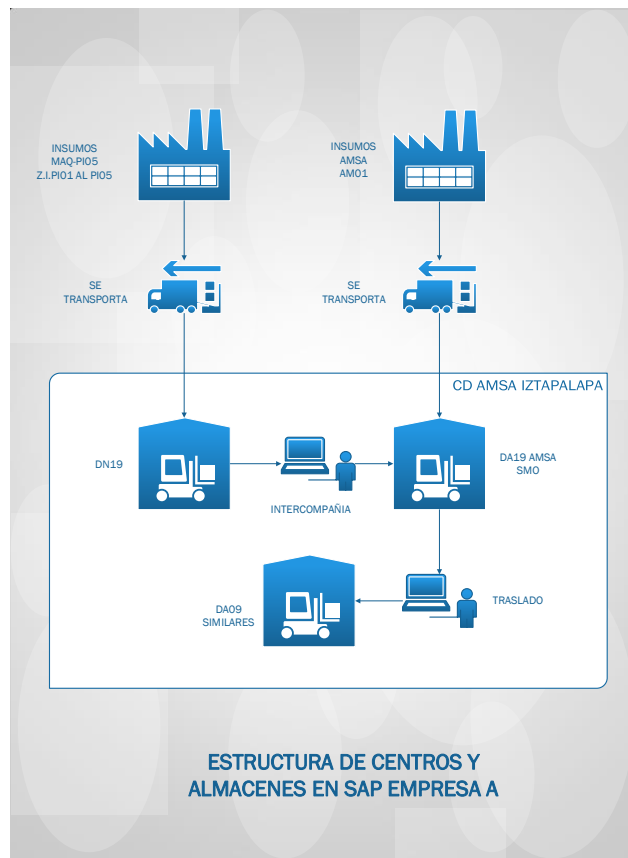 INSUMOS
MAQ-PI05
Z.I.PI01 AL PI05
INSUMOS
AMSA
AM01
SE
TRANSPORTA
SE
TRANSPORTA
CD AMSA IZTAPALAPA
DN19
INTERCOMPAÑIA
DA19 AMSA
SMO
DA09
SIMILARES
TRASLADO
ESTRUCTURA DE CENTROS Y
ALMACENES EN SAP EMPRESA A